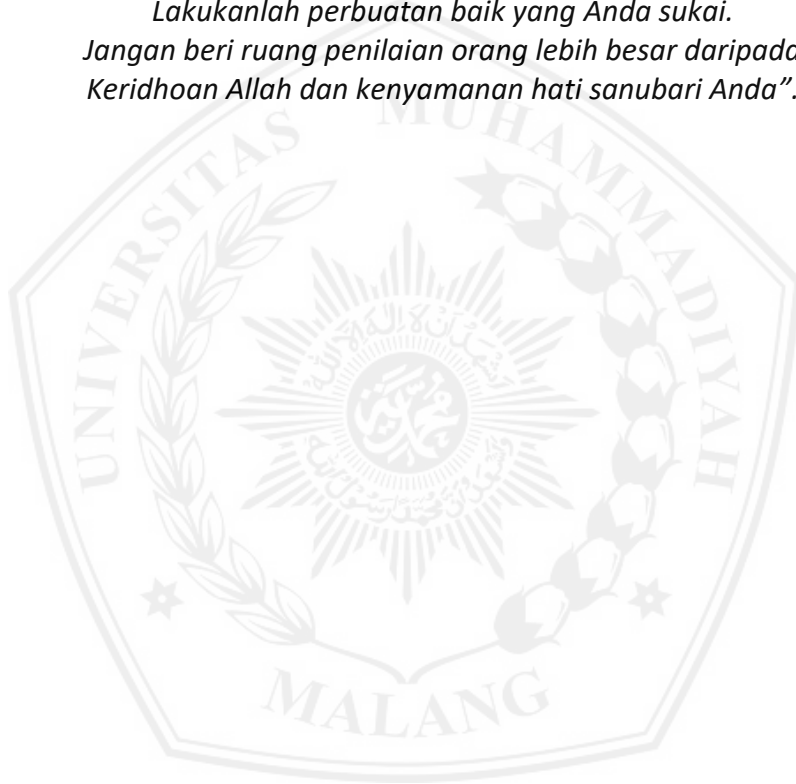 Lakukanlah perbuatan baik yang Anda sukai.
Jangan beri ruang penilaian orang lebih besar daripada
Keridhoan Allah dan kenyamanan hati sanubari Anda”.
UNIVERSITAS MUHAMMADIYAH
MALANG